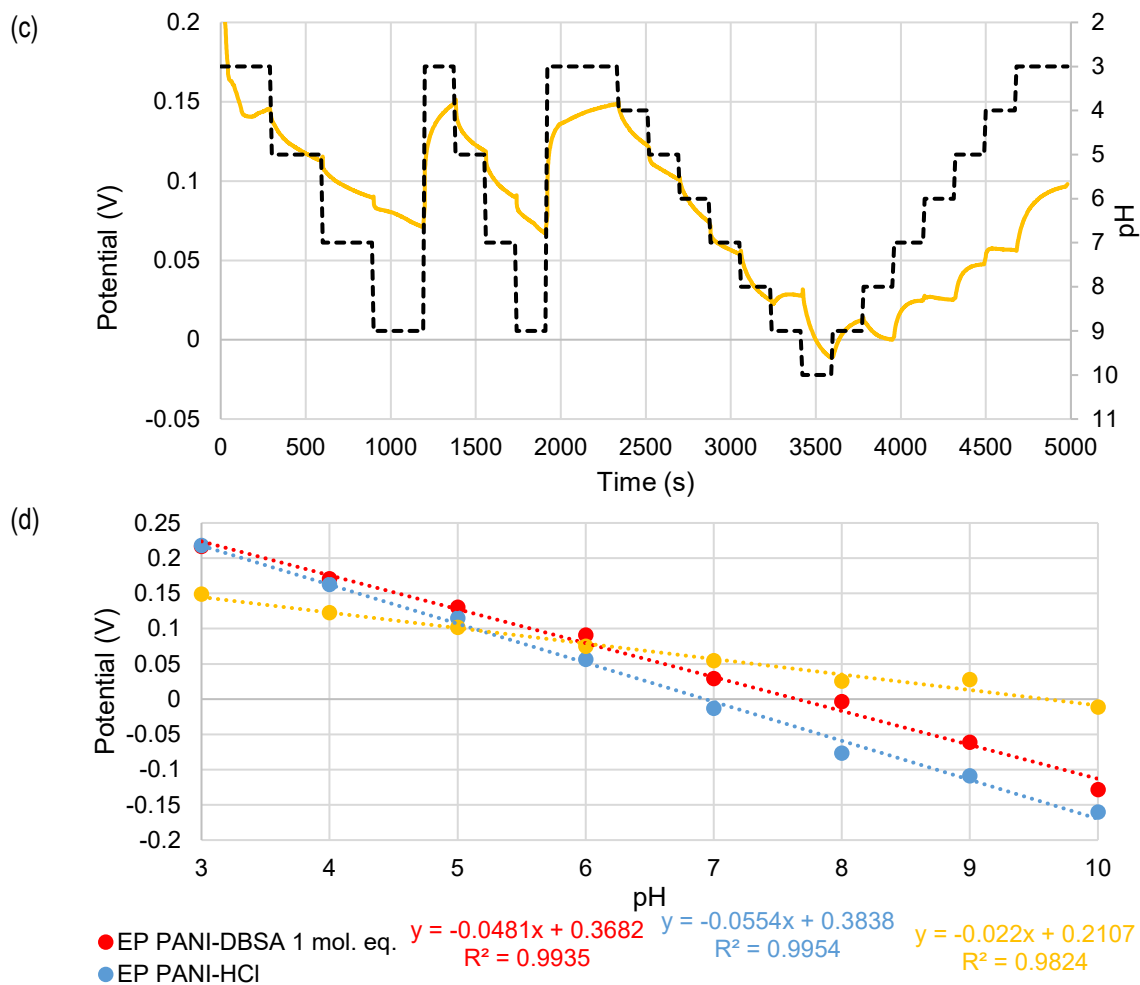 (c)
0.2
0.15
0.1
0.05
0
-0.05
Potential (V)
2
3
4
5
6
7
8
9
10
11
pH
0 500 1000 1500 2000 2500 3000 3500 4000 4500 5000
Time (s)
(d)
0.25
0.2
0.15
0.1
0.05
0
-0.05
-0.1
-0.15
-0.2
Potential (V)
3 4 5 6 7 8 9 10
pH
EP PANI-DBSA 1 mol. eq.
EP PANI-HCl
y = -0.0481x + 0.3682
R² = 0.9935
y = -0.0554x + 0.3838
R² = 0.9954
y = -0.022x + 0.2107
R² = 0.9824